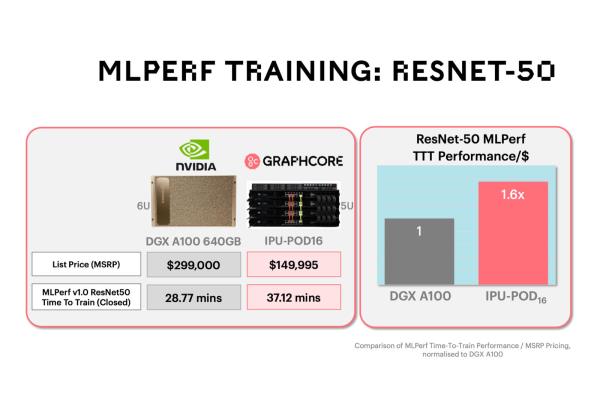 MLPERF TRAINING: RESNET-50
NVIDIA
GRAPHCORE
6U
5U
DGX A100 640GB
IPU-POD16
List Price (MSRP)
$299,000
$149,995
MLPerf v1.0 ResNet50
Time To Train (Closed)
28.77 mins
37.12 mins
ResNet-50 MLPerf
TTT Performance/$
1
1.6x
DGX A100
IPU-POD16
Comparison of MLPerf Time-To-Train Performance / MSRP Pricing,
normalised to DGX A100